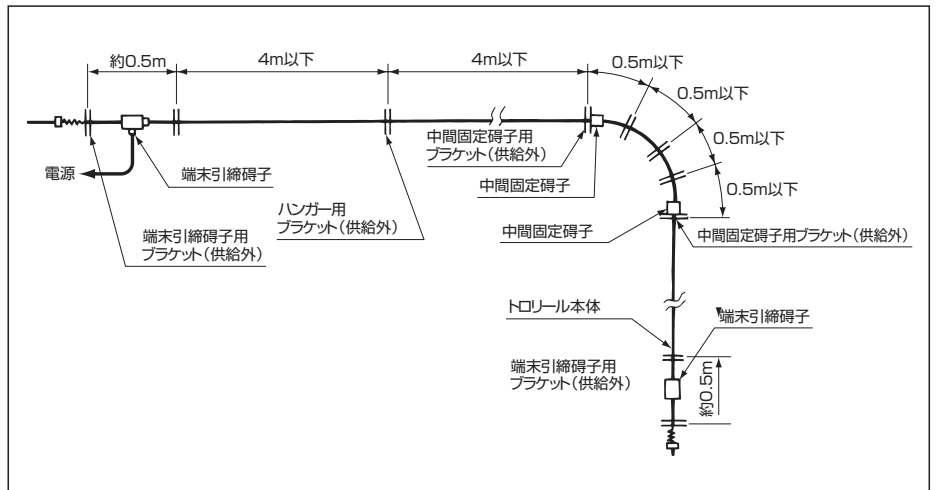 約0.5m
4m以下
4m以下
0.5m以下
0.5m以下
0.5m以下
0.5m以下
電源
端末引締碍子
端末引締碍子用
ブラケット(供給外)
ハンガー用
ブラケット(供給外)
中間固定碍子用
ブラケット(供給外)
中間固定碍子
中間固定碍子
中間固定碍子用ブラケット(供給外)
トロリール本体
端末引締碍子
端末引締碍子用
ブラケット(供給外)
約0.5m